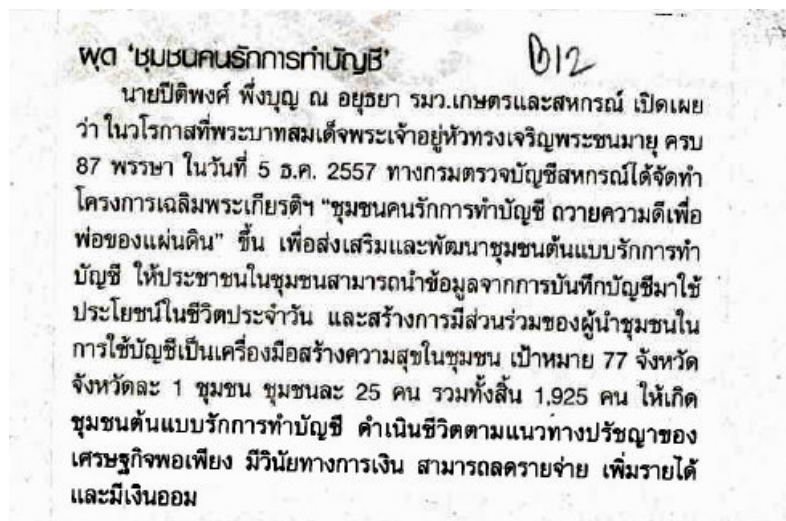 ผุด ‘ชุมชนคนรักการทำบัญชี’
นายปีติพงศ์ พึ่งบุญ ณ อยุธยา รมว.เกษตรและสหกรณ์ เปิดเผย
ว่า ในวโรกาสที่พระบาทสมเด็จพระเจ้าอยู่หัวทรงเจริญพระชนมายุ ครบ
87 พรรษา ในวันที่ 5 ธ.ค. 2557 ทางกรมตรวจบัญชีสหกรณ์ได้จัดทำ
โครงการเฉลิมพระเกียรติฯ “ชุมชนคนรักการทำบัญชี ถวายความดีเพื่อ
พ่อของแผ่นดิน” ขึ้น เพื่อส่งเสริมและพัฒนาชุมชนต้นแบบรักการทำ
บัญชี ให้ประชาชนในชุมชนสามารถนำข้อมูลจากการบันทึกบัญชีมาใช้
ประโยชน์ในชีวิตประจำวัน และสร้างการมีส่วนร่วมของผู้นำชุมชนใน
การใช้บัญชีเป็นเครื่องมือสร้างความสุขในชุมชน เป้าหมาย 77 จังหวัด
จังหวัดละ 1 ชุมชน ชุมชนละ 25 คน รวมทั้งสิ้น 1,925 คน ให้เกิด
ชุมชนต้นแบบรักการทำบัญชี ดำเนินชีวิตตามแนวทางปรัชญาของ
เศรษฐกิจพอเพียง มีวินัยทางการเงิน สามารถลดรายจ่าย เพิ่มรายได้
และมีเงินออม